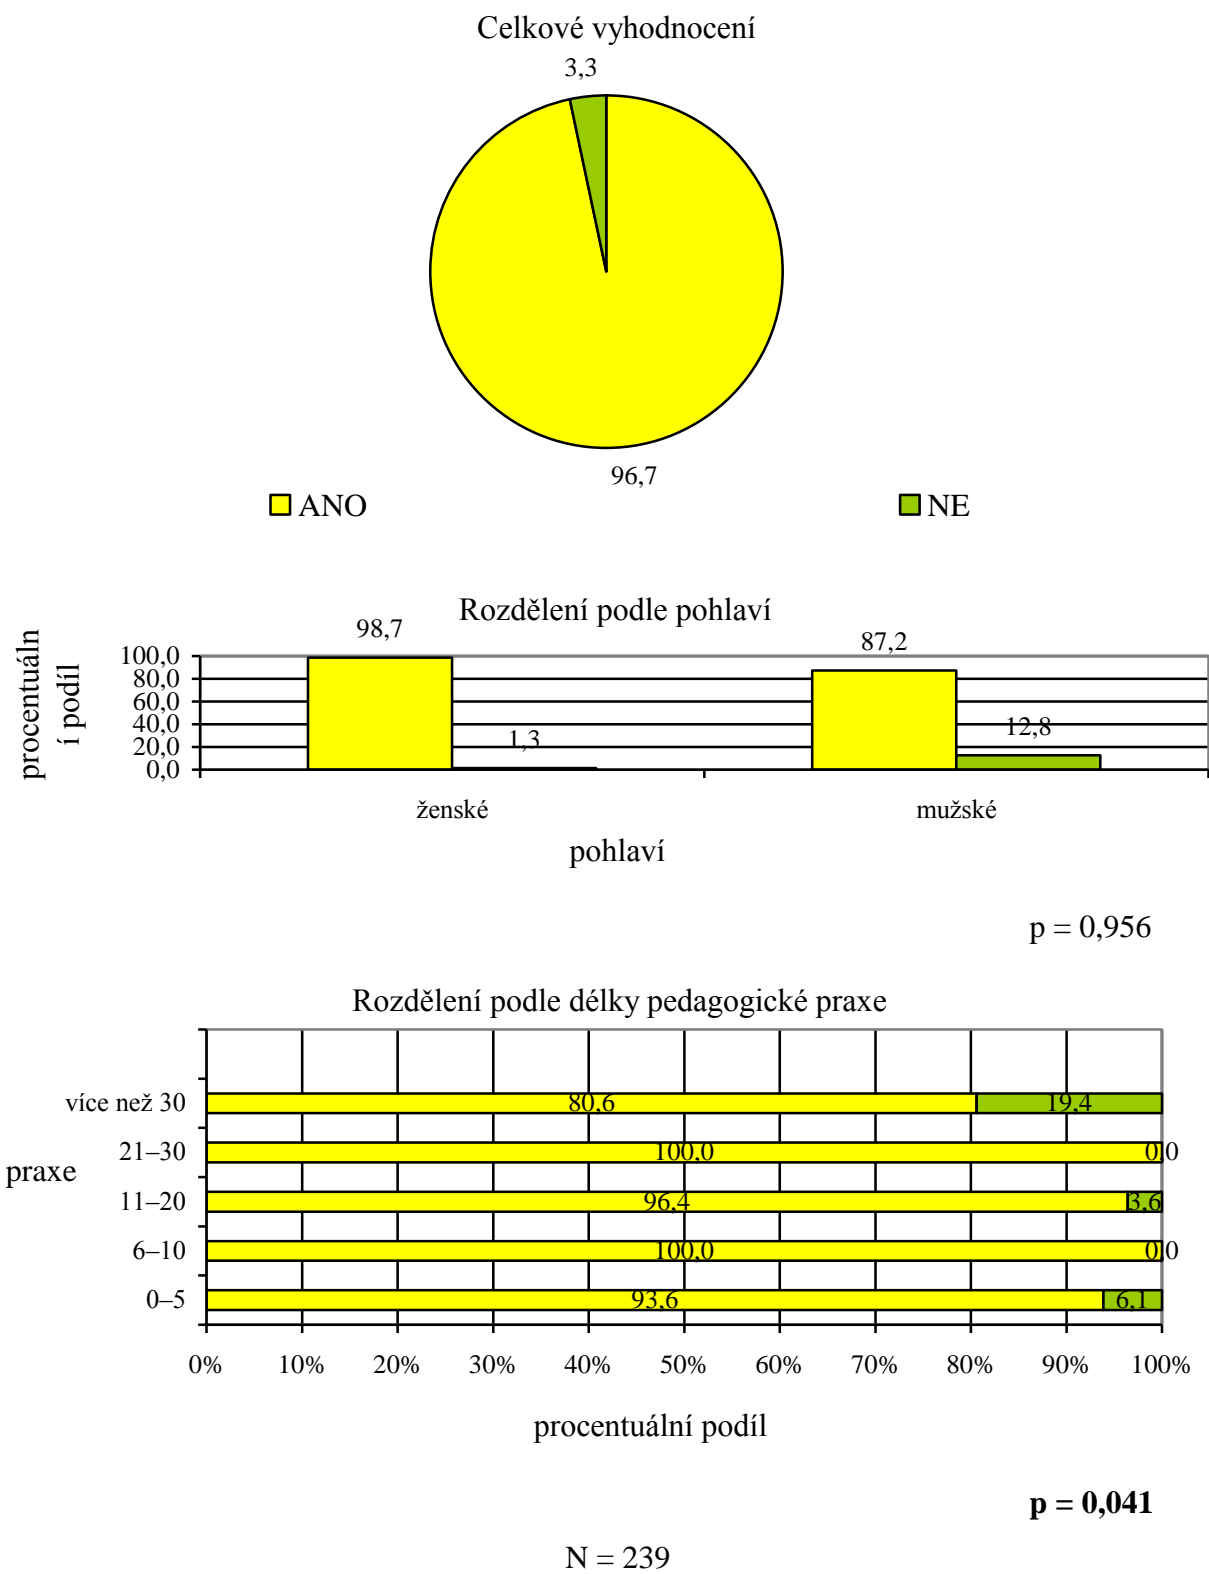 Celkové vyhodnocení
3,3
96,7
ANO
NE
Rozdělení podle pohlaví
procentuáln
í podíl
98,7
87,2
100,0
80,0
60,0
40,0
20,0
0,0
1,3
12,8
ženské
mužské
pohlaví
p = 0,956
Rozdělení podle délky pedagogické praxe
praxe
více než 30
80,6
19,4
21–30
100,0
0,0
11–20
96,4
3,6
6–10
100,0
0,0
0–5
93,6
6,1
0%
10%
20%
30%
40%
50%
60%
70%
80%
90%
100%
procentuální podíl
p = 0,041
N = 239